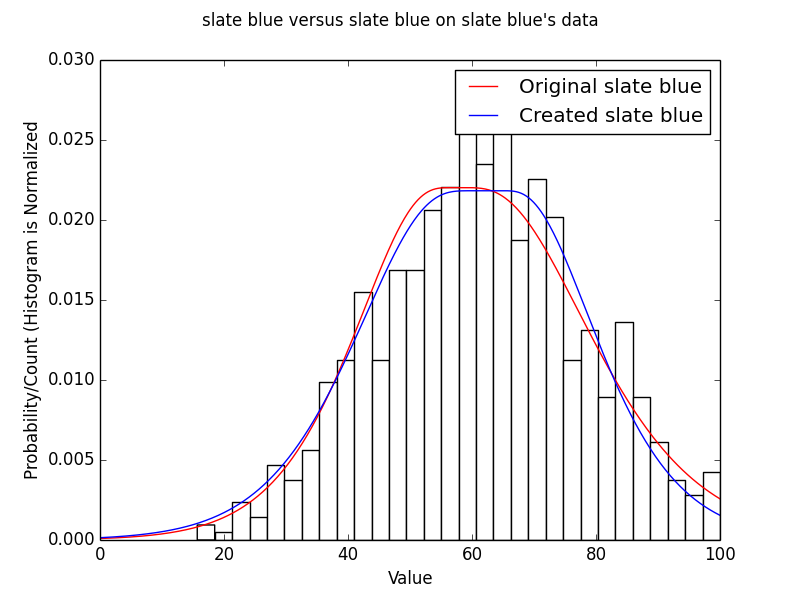 slate blue versus slate blue on slate blue's data
Probability/Count (Histogram is Normalized
0.030
0.025
0.020
0.015
0.010
0.005
0.000
Original slate blue
Created slate blue
0 20 40 60 80 100
Value